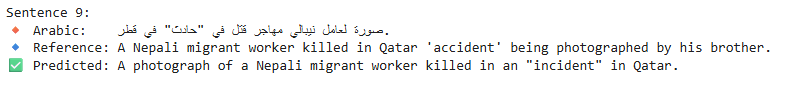 Sentence 9:
🔸 Arabic: صورة لعامل نيبالي مهاجر قتل في "حادث" في قطر.
🔹 Reference: A Nepali migrant worker killed in Qatar 'accident' being photographed by his brother.
✅ Predicted: A photograph of a Nepali migrant worker killed in an "incident" in Qatar.